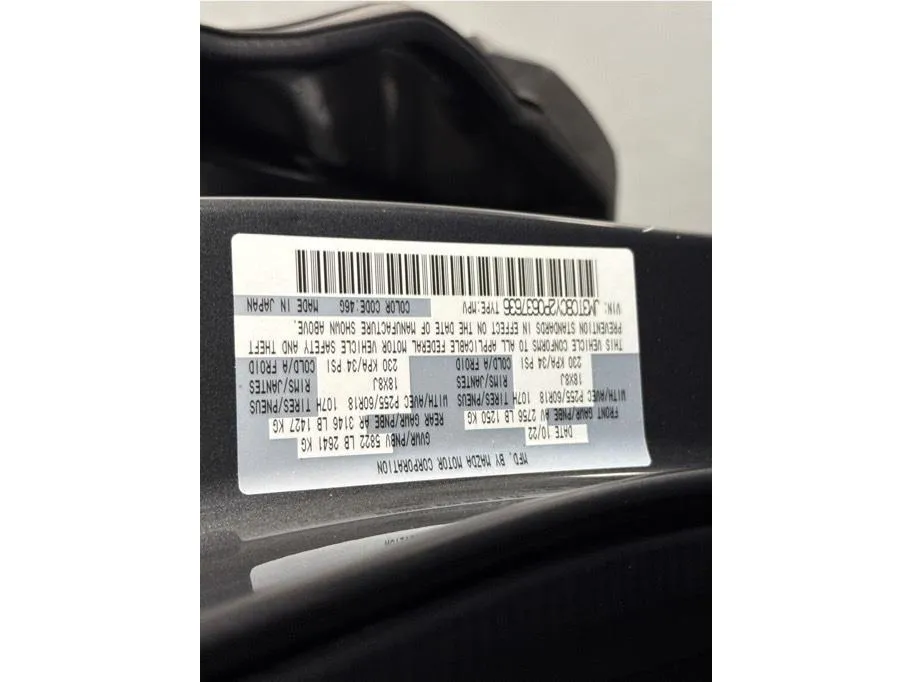 MFD. BY MAZDA MOTOR CORPORATION
DATE 10/22 GVWR/PNBV 5822 LB 2641 KG
FRONT GAWR/PNBE AV 2756 LB 1250 KG REAR GAWR/PNBE AR 3146 LB 1427 KG
WITH/AVEC P255/60R18 107H TIRES/PNEUS WITH/AVEC P255/60R18 107H TIRES/PNEUS
18X8J RIMS/JANTES 18X8J RIMS/JANTES
230 KPA/34 PSI COLD/A FROID 230 KPA/34 PSI COLD/A FROID
THIS VEHICLE CONFORMS TO ALL APPLICABLE FEDERAL MOTOR VEHICLE SAFETY AND THEFT
PREVENTION STANDARDS IN EFFECT ON THE DATE OF MANUFACTURE SHOWN ABOVE.
VIN: JM3TCBCY2P0637636 TYPE:MPV COLOR CODE:46G MADE IN JAPAN